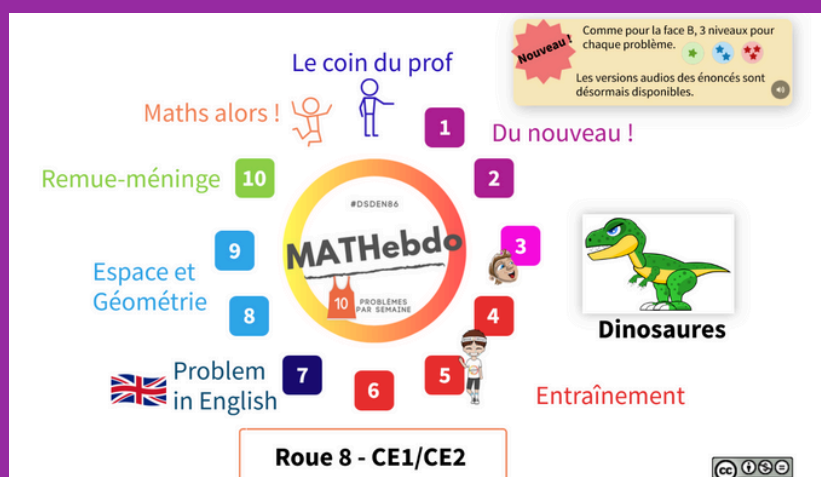 Nouveau !
Comme pour la face B, 3 niveaux pour
chaque problème.
Les versions audios des énoncés sont
désormais disponibles.
Le coin du prof
Maths alors !
1
Du nouveau !
Remue-méninge
10
2
#DSDEN86
MATHebdo
10
PROBLÈMES
PAR SEMAINE
9
3
Espace et
Géométrie
8
4
Dinosaures
Problem
in English
7
6
5
Entraînement
Roue 8 - CE1/CE2
cc